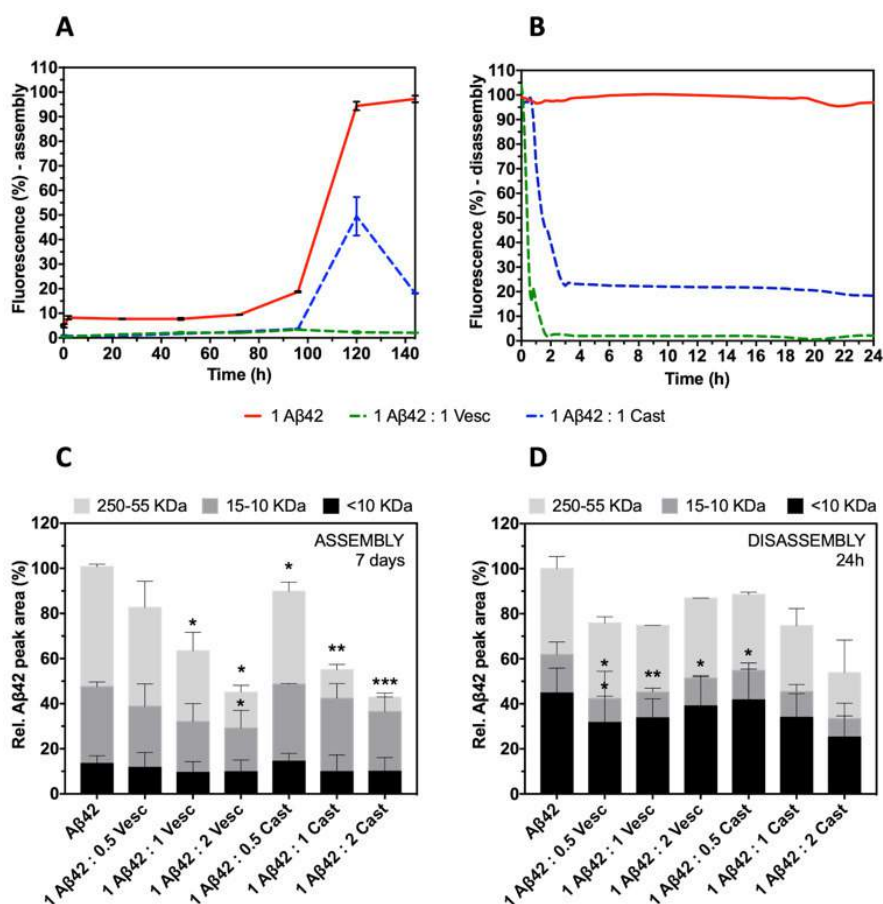 A
B
110
100
90
80
70
60
50
40
30
20
10
0
Fluorescence (%) - assembly
0 20 40 60 80 100 120 140
Time (h)
110
100
90
80
70
60
50
40
30
20
10
0
Fluorescence (%) - disassembly
0 2 4 6 8 10 12 14 16 18 20 22 24
Time (h)
1 Aβ42 1 Aβ42 : 1 Vesc 1 Aβ42 : 1 Cast
C
D
250-55 KDa 15-10 KDa <10 KDa
120
100
80
60
40
20
0
Rel. Aβ42 peak area (%)
ASSEMBLY
7 days
* * * * ** ***
Aβ42
1 Aβ42 : 0.5 Vesc
1 Aβ42 : 1 Vesc
1 Aβ42 : 2 Vesc
1 Aβ42 : 0.5 Cast
1 Aβ42 : 1 Cast
1 Aβ42 : 2 Cast
250-55 KDa 15-10 KDa <10 KDa
120
100
80
60
40
20
0
Rel. Aβ42 peak area (%)
DISASSEMBLY
24h
* * ** * *
Aβ42
1 Aβ42 : 0.5 Vesc
1 Aβ42 : 1 Vesc
1 Aβ42 : 2 Vesc
1 Aβ42 : 0.5 Cast
1 Aβ42 : 1 Cast
1 Aβ42 : 2 Cast